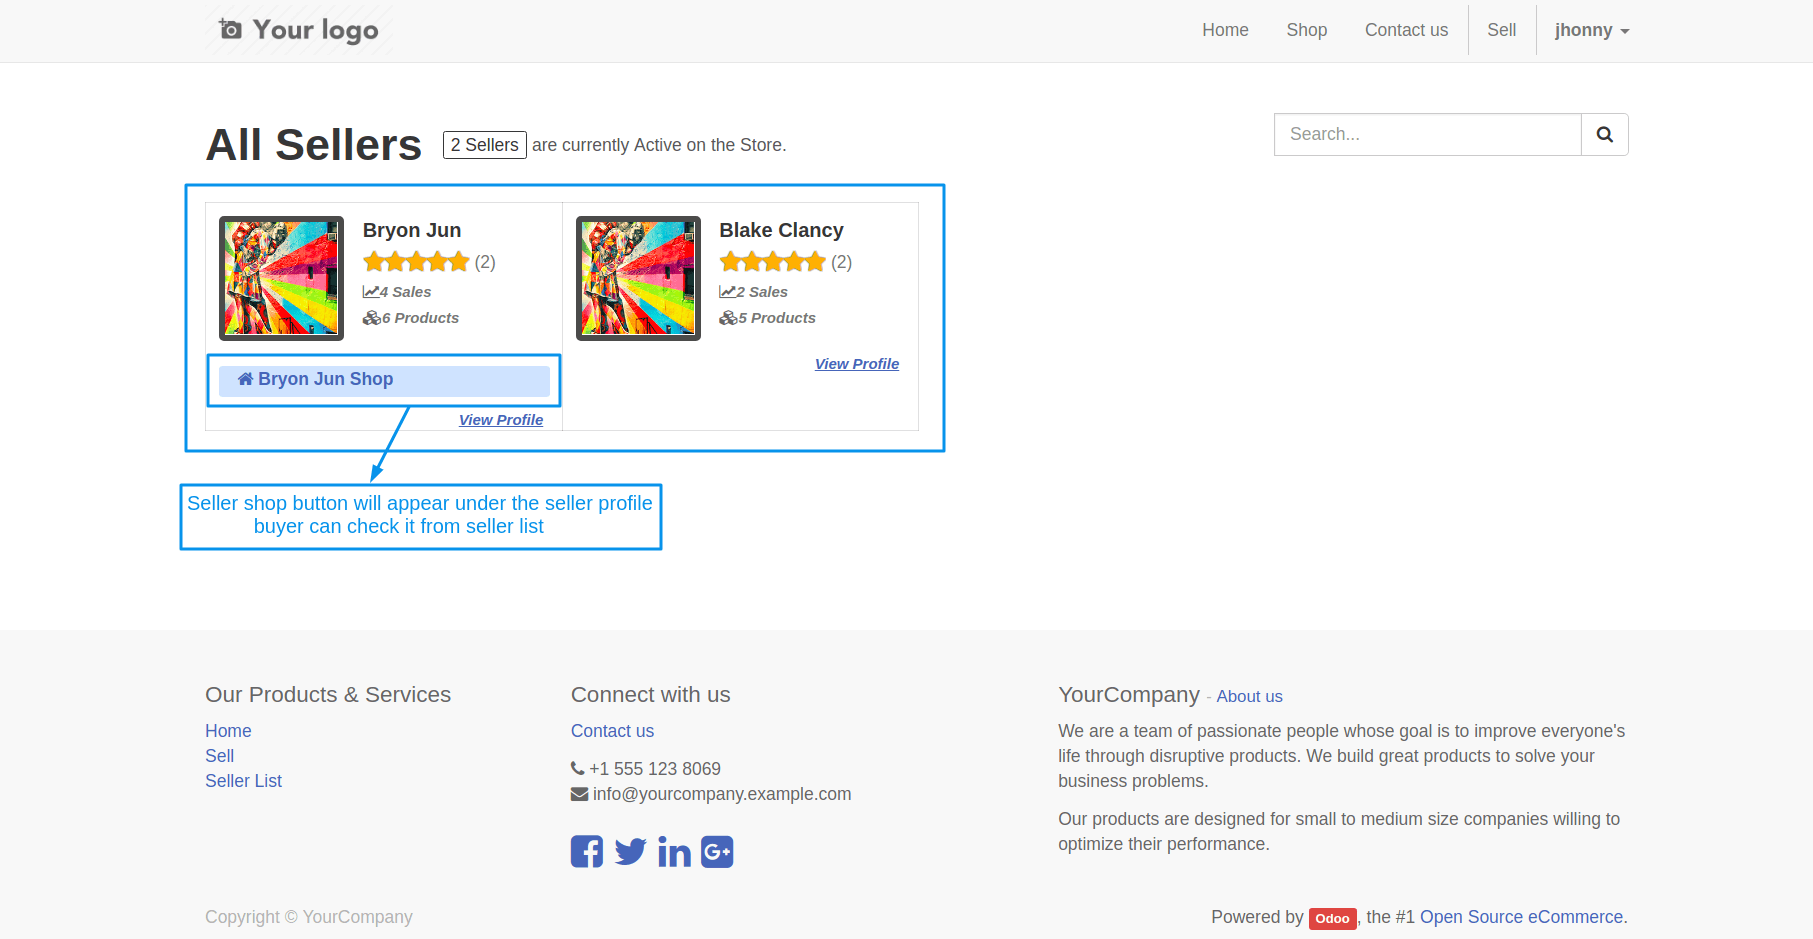 Your logo
Home
Shop
Contact us
Sell
jhonny
All Sellers
2 Sellers are currently Active on the Store.
Search...
Bryon Jun
(2)
4 Sales
6 Products
Bryon Jun Shop
View Profile
Blake Clancy
(2)
2 Sales
5 Products
View Profile
Seller shop button will appear under the seller profile
buyer can check it from seller list
Our Products & Services
Home
Sell
Seller List
Connect with us
Contact us
+1 555 123 8069
info@yourcompany.example.com
YourCompany - About us
We are a team of passionate people whose goal is to improve everyone's
life through disruptive products. We build great products to solve your
business problems.
Our products are designed for small to medium size companies willing to
optimize their performance.
Copyright © YourCompany
Powered by Odoo, the #1 Open Source eCommerce.